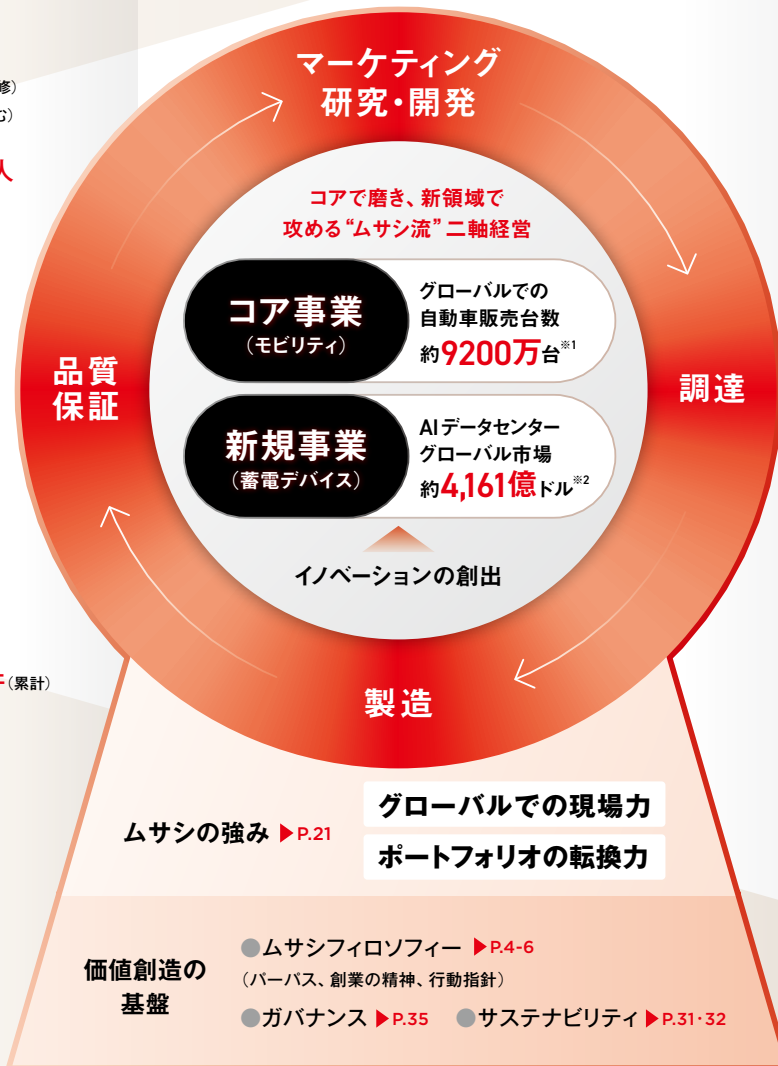 修）
む）
人
（累計）
マーケティング
研究・開発
コアで磨き、新領域で
攻める“ムサシ流”二軸経営
コア事業
（モビリティ）
グローバルでの
自動車販売台数
約9200万台※1
新規事業
（蓄電デバイス）
AIデータセンター
グローバル市場
約4,161億ドル※2
イノベーションの創出
品質
保証
調達
製造
ムサシの強み ▶P.21
グローバルでの現場力
ポートフォリオの転換力
価値創造の
基盤
●ムサシフィロソフィー ▶P.4-6
（パーパス、創業の精神、行動指針）
●ガバナンス ▶P.35 ●サステナビリティ ▶P.31・32